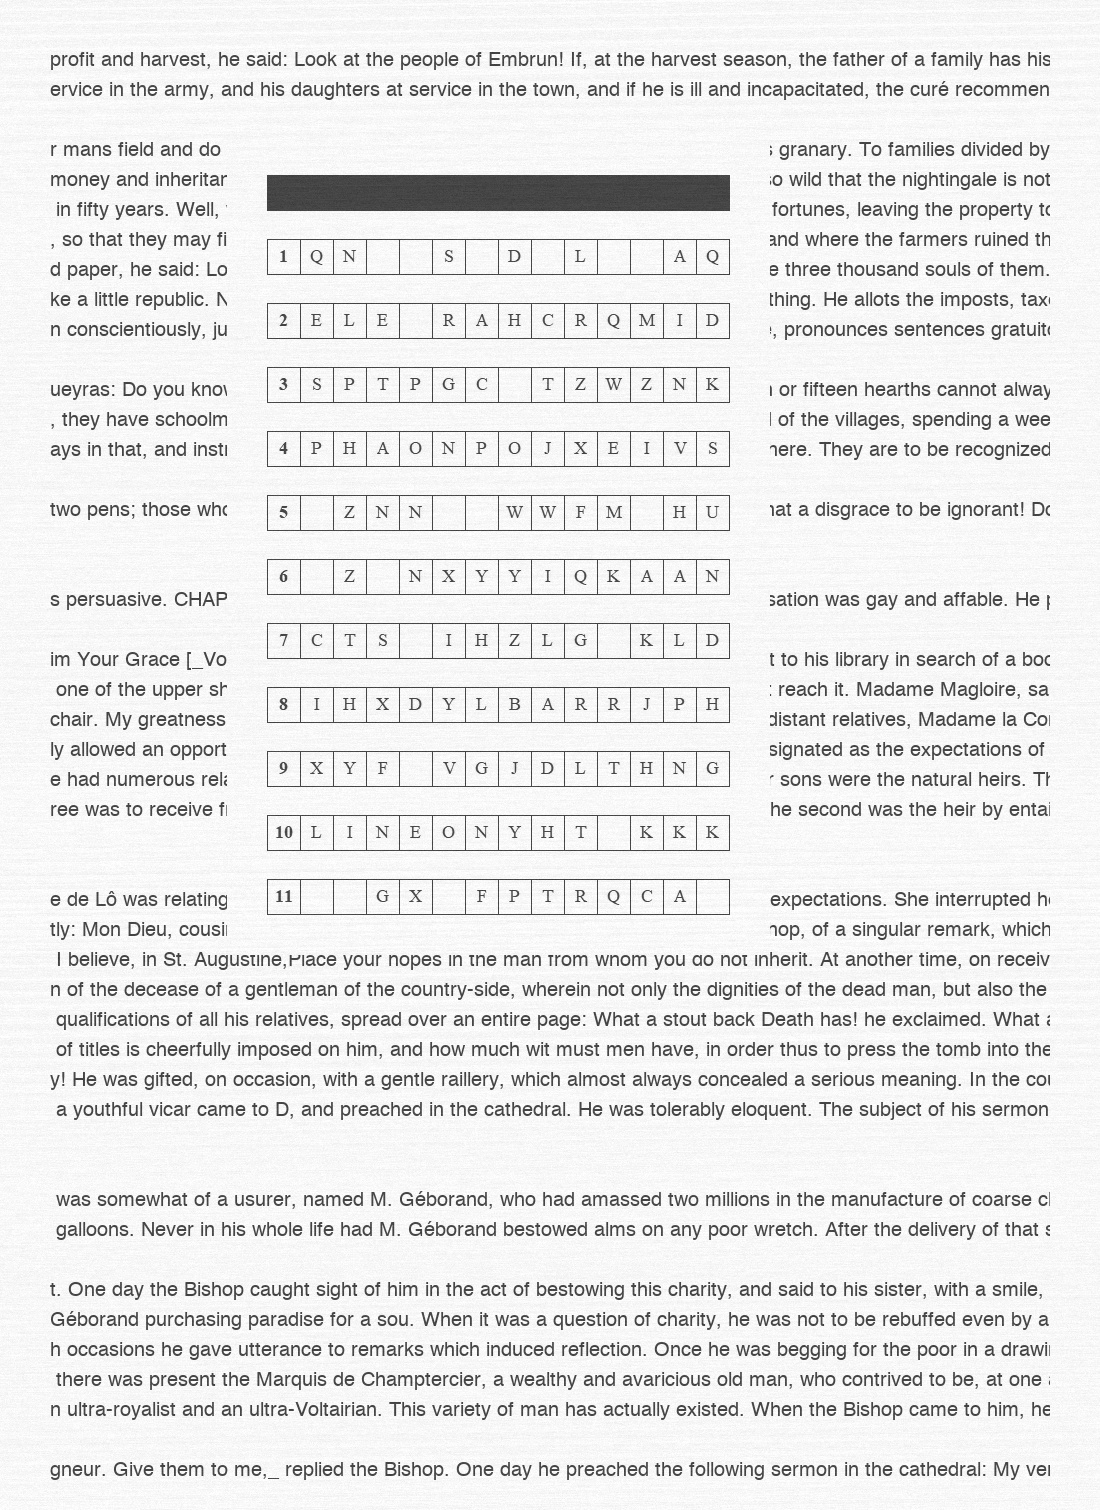 profit and harvest, he said: Look at the people of Embrun! If, at the harvest season, the father of a family has his
ervice in the army, and his daughters at service in the town, and if he is ill and incapacitated, the curé recommen
r mans field and do
money and inheritar
in fifty years. Well,
, so that they may fi
d paper, he said: Lo
ke a little republic. N
n conscientiously, ju
ueyras: Do you know
, they have schoolm
ays in that, and instr
two pens; those who
s persuasive. CHAP
im Your Grace [_Vo
one of the upper sh
chair. My greatness
ly allowed an opport
e had numerous rela
ree was to receive fr
e de Lô was relating
tly: Mon Dieu, cousin
1 Q N S D L A Q
2 E L E R A H C R Q M I D
3 S P T P G C T Z W Z N K
4 P H A O N P O J X E I V S
5 Z N N W W F M H U
6 Z N X Y Y I Q K A A N
7 C T S I H Z L G K L D
8 I H X D Y L B A R R J P H
9 X Y F V G J D L T H N G
10 L I N E O N Y H T K K K
11 G X F P T R Q C A
s granary. To families divided by
so wild that the nightingale is not
fortunes, leaving the property to
and where the farmers ruined th
e three thousand souls of them.
thing. He allots the imposts, taxe
, pronounces sentences gratuito
n or fifteen hearths cannot alway
l of the villages, spending a wee
here. They are to be recognized
hat a disgrace to be ignorant! Do
sation was gay and affable. He p
t to his library in search of a boo
reach it. Madame Magloire, sa
distant relatives, Madame la Con
signated as the expectations of
r sons were the natural heirs. Th
he second was the heir by entai
expectations. She interrupted he
hop, of a singular remark, which
I believe, in St. Augustine,Place your hopes in the man from whom you do not inherit. At another time, on receiv
n of the decease of a gentleman of the country-side, wherein not only the dignities of the dead man, but also the
qualifications of all his relatives, spread over an entire page: What a stout back Death has! he exclaimed. What a
of titles is cheerfully imposed on him, and how much wit must men have, in order thus to press the tomb into the
y! He was gifted, on occasion, with a gentle raillery, which almost always concealed a serious meaning. In the cou
a youthful vicar came to D, and preached in the cathedral. He was tolerably eloquent. The subject of his sermon
was somewhat of a usurer, named M. Géborand, who had amassed two millions in the manufacture of coarse cl
galloons. Never in his whole life had M. Géborand bestowed alms on any poor wretch. After the delivery of that s
t. One day the Bishop caught sight of him in the act of bestowing this charity, and said to his sister, with a smile,
Géborand purchasing paradise for a sou. When it was a question of charity, he was not to be rebuffed even by a
h occasions he gave utterance to remarks which induced reflection. Once he was begging for the poor in a drawi
there was present the Marquis de Champtercier, a wealthy and avaricious old man, who contrived to be, at one a
n ultra-royalist and an ultra-Voltairian. This variety of man has actually existed. When the Bishop came to him, he
gneur. Give them to me,_ replied the Bishop. One day he preached the following sermon in the cathedral: My ver